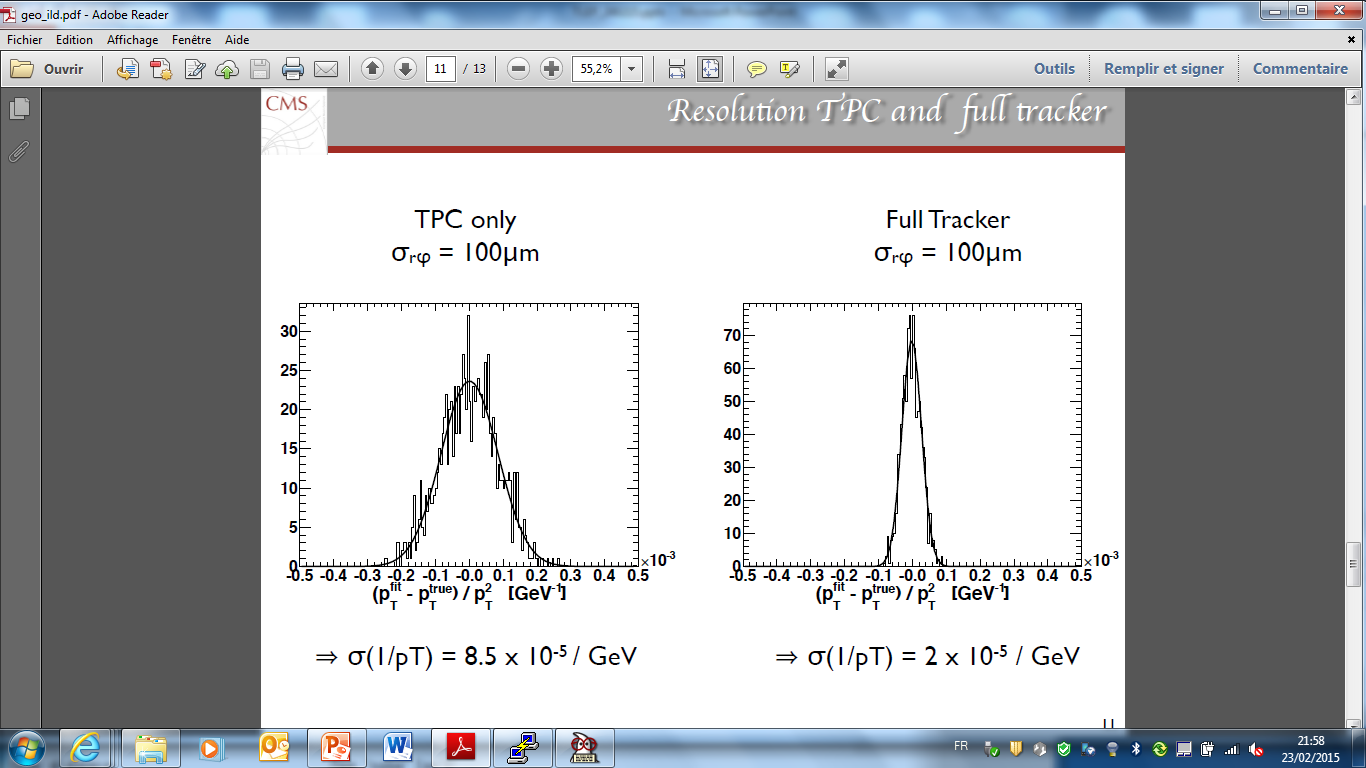 geo_ild.pdf - Adobe Reader
Fichier Edition Affichage Fenêtre Aide
Ouvrir 11 / 13 55,2% Outils Remplir et signer Commentaire
CMS
Resolution TPC and full tracker
TPC only
σrφ = 100μm
30
25
20
15
10
5
0
-0.5 -0.4 -0.3 -0.2 -0.1 -0.0 0.1 0.2 0.3 0.4 0.5
×10-3
(pTfit - pTtrue) / pT2 [GeV-1]
⇒ σ(1/pT) = 8.5 x 10-5 / GeV
Full Tracker
σrφ = 100μm
70
60
50
40
30
20
10
0
-0.5 -0.4 -0.3 -0.2 -0.1 -0.0 0.1 0.2 0.3 0.4 0.5
×10-3
(pTfit - pTtrue) / pT2 [GeV-1]
⇒ σ(1/pT) = 2 x 10-5 / GeV
FR
21:58
23/02/2015